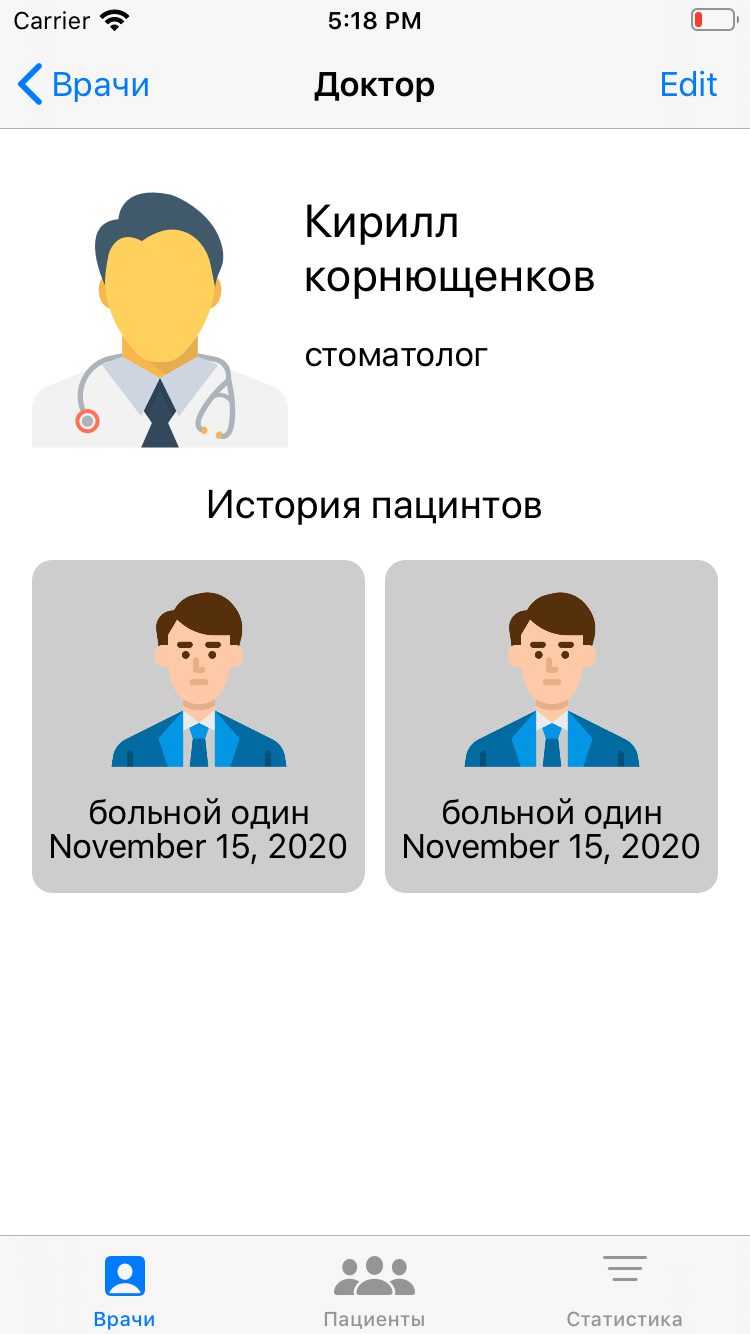 Carrier 5:18 PM
Врачи Доктор Edit
Кирилл
корнющенков
стоматолог
История пацинтов
больной один
November 15, 2020
больной один
November 15, 2020
Врачи Пациенты Статистика